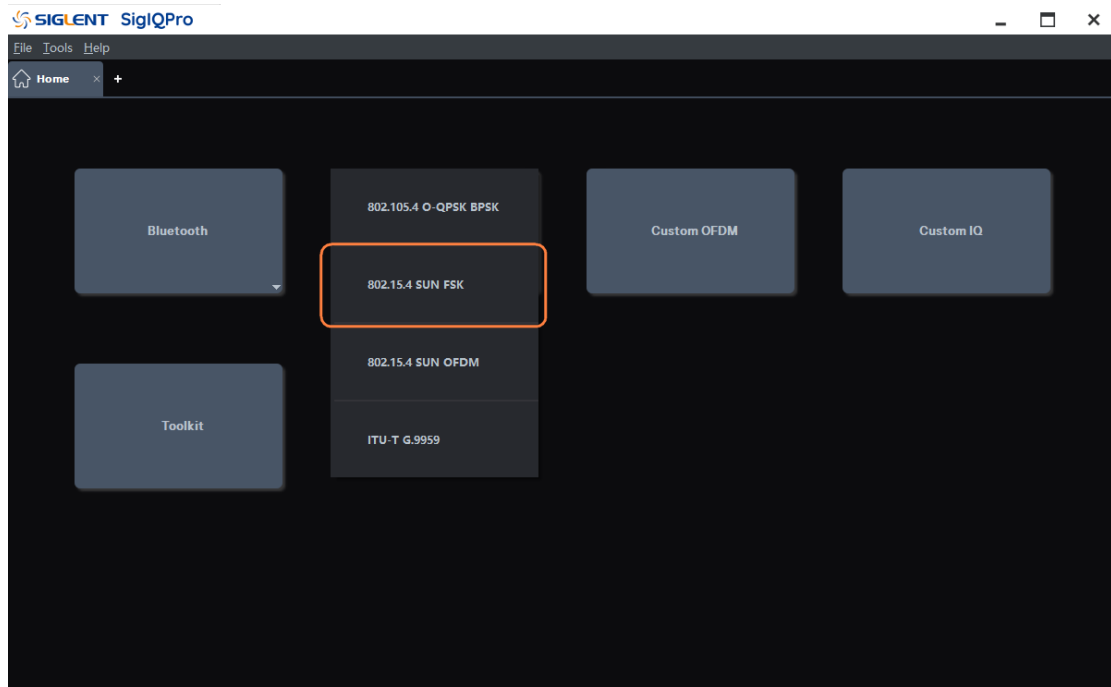 SIGLENT SigIQPro
File Tools Help
Home × +
Bluetooth
802.105.4 O-QPSK BPSK
802.15.4 SUN FSK
802.15.4 SUN OFDM
ITU-T G.9959
Custom OFDM
Custom IQ
Toolkit